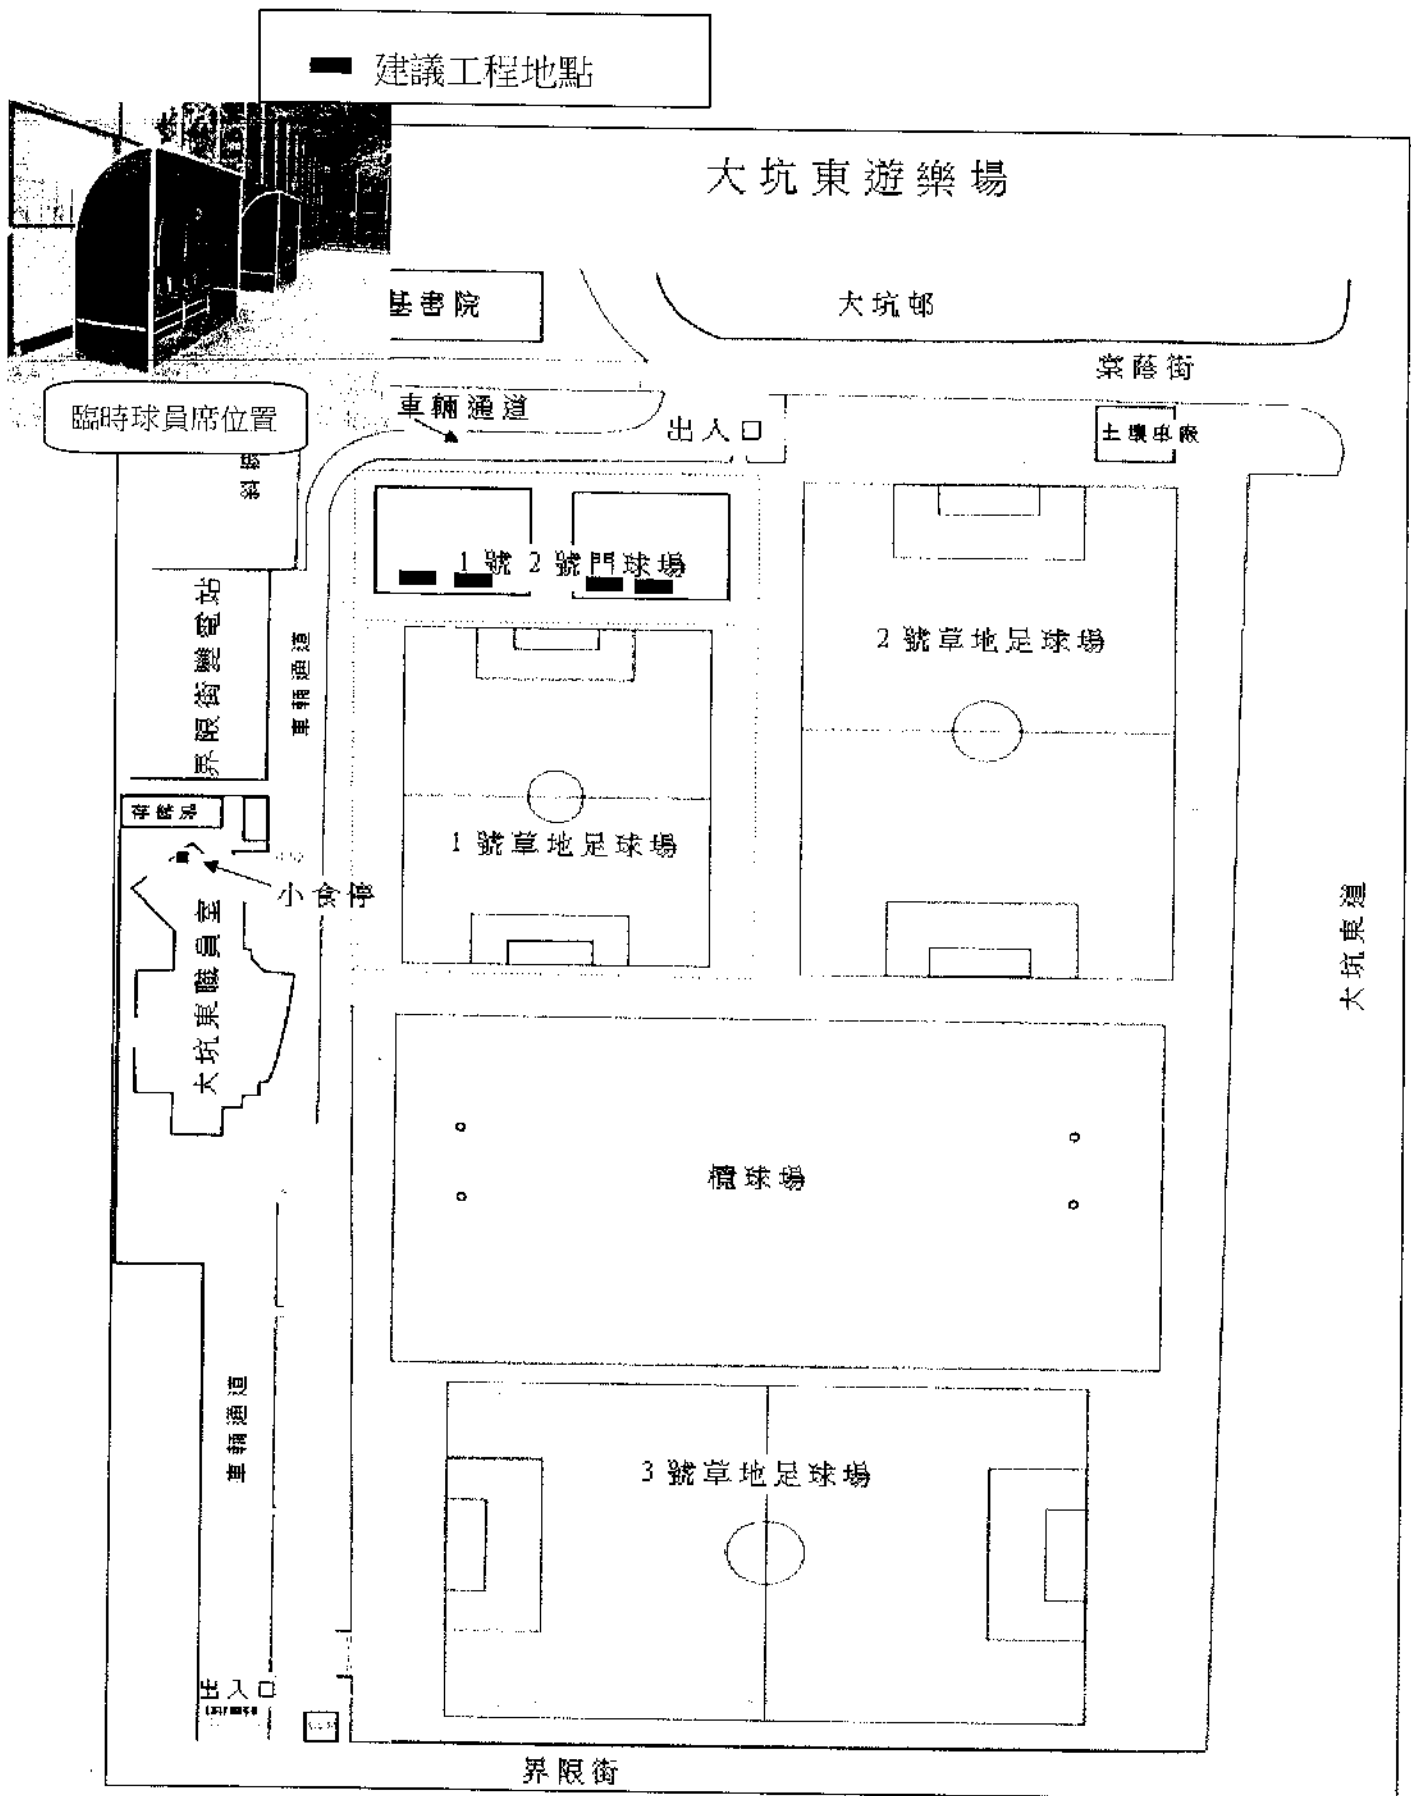 建議工程地點
大坑東遊樂場
基書院
大坑邨
棠蔭街
臨時球員席位置
車輛通道
出入口
土壤車廠
1號2號門球場
2號草地足球場
界限街變電站
車輛通道
1號草地足球場
小食亭
大坑東職員室
大坑東道
欖球場
車輛通道
3號草地足球場
出入口
界限街